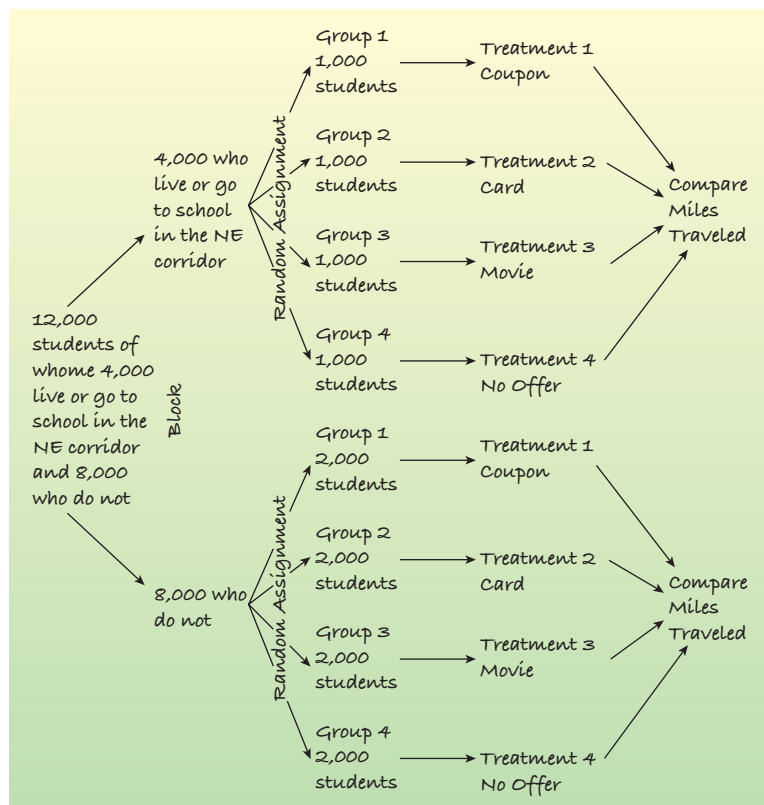 12,000
students of
whome 4,000
live or go to
school in the
NE corridor
and 8,000
who do not
Block
4,000 who
live or go
to school
in the NE
corridor
Random Assignment
Group 1
1,000
students
Treatment 1
Coupon
Group 2
1,000
students
Treatment 2
Card
Group 3
1,000
students
Treatment 3
Movie
Group 4
1,000
students
Treatment 4
No Offer
Compare
Miles
Traveled
8,000 who
do not
Random Assignment
Group 1
2,000
students
Treatment 1
Coupon
Group 2
2,000
students
Treatment 2
Card
Group 3
2,000
students
Treatment 3
Movie
Group 4
2,000
students
Treatment 4
No Offer
Compare
Miles
Traveled